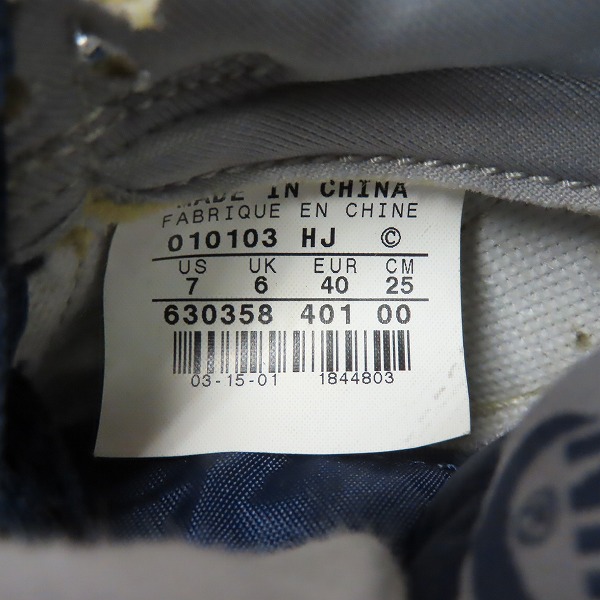 MADE IN CHINA
FABRIQUE EN CHINE
010103 HJ ©
US UK EUR CM
7 6 40 25
630358 401 00
03-15-01 1844803
®